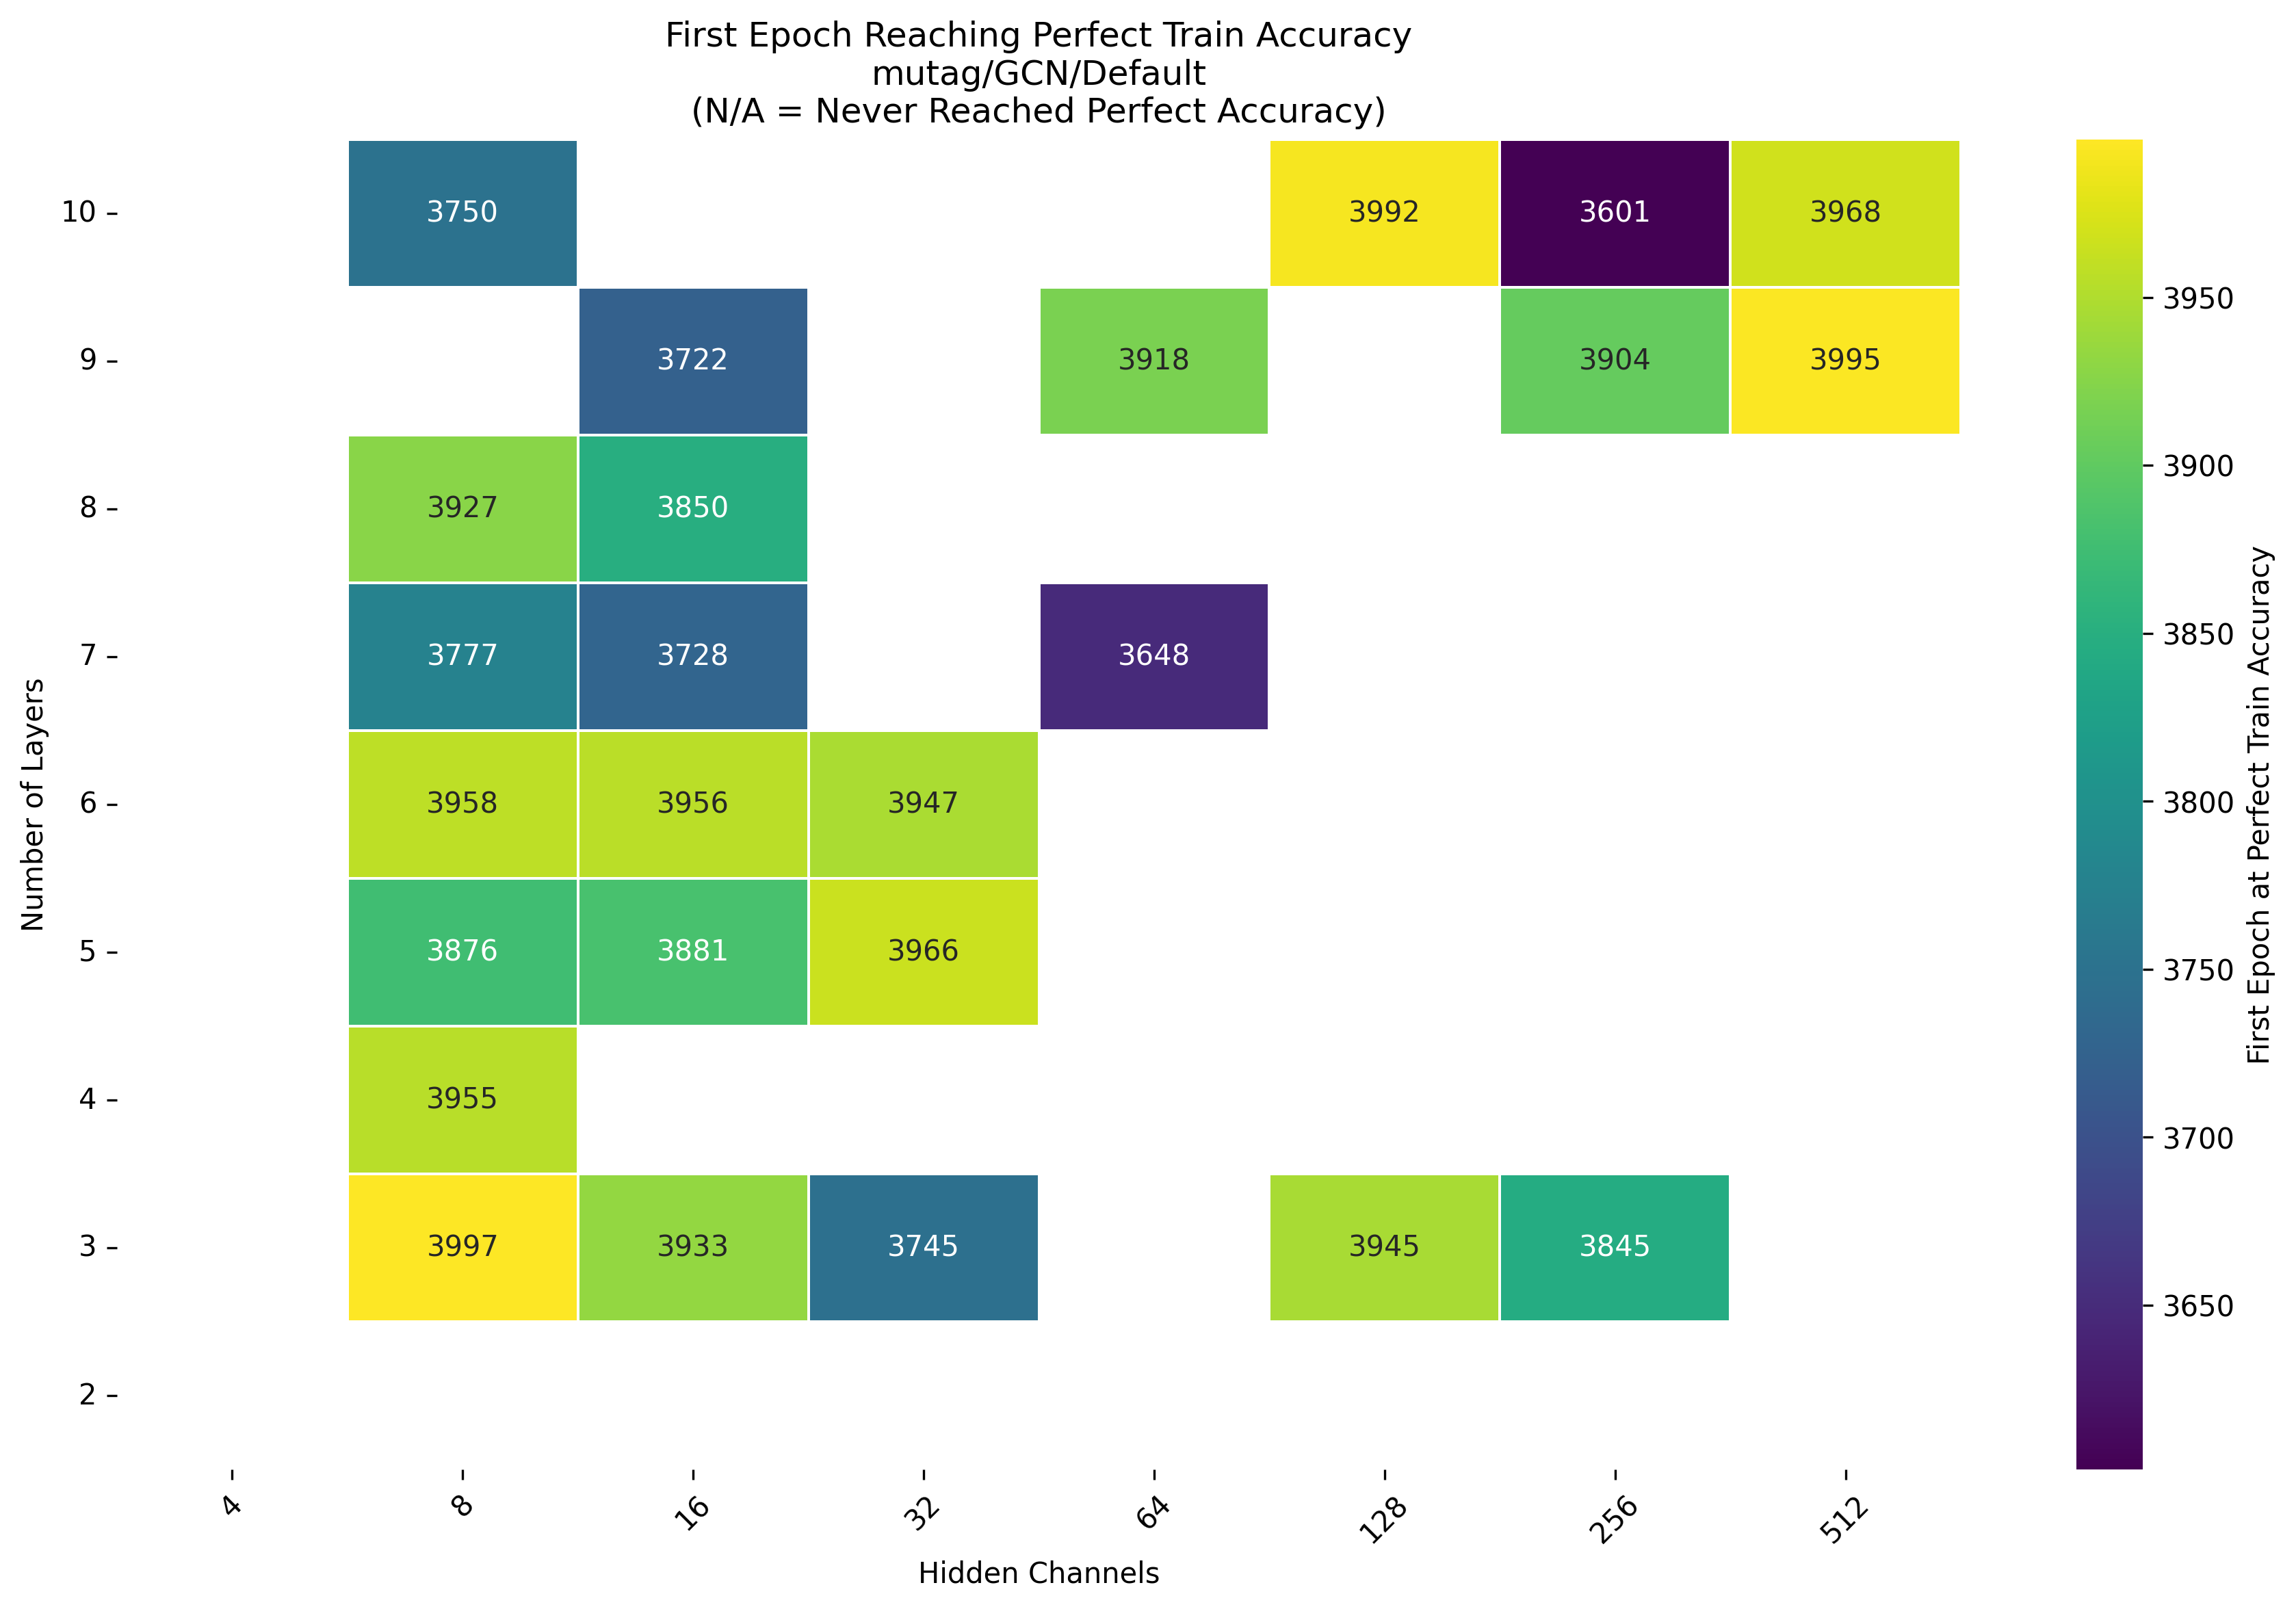 First Epoch Reaching Perfect Train Accuracy
mutag/GCN/Default
(N/A = Never Reached Perfect Accuracy)
Number of Layers
10 3750 3992 3601 3968
9 3722 3918 3904 3995
8 3927 3850
7 3777 3728 3648
6 3958 3956 3947
5 3876 3881 3966
4 3955
3 3997 3933 3745 3945 3845
2
4 8 16 32 64 128 256 512
Hidden Channels
3950
3900
3850
3800
3750
3700
3650
First Epoch at Perfect Train Accuracy